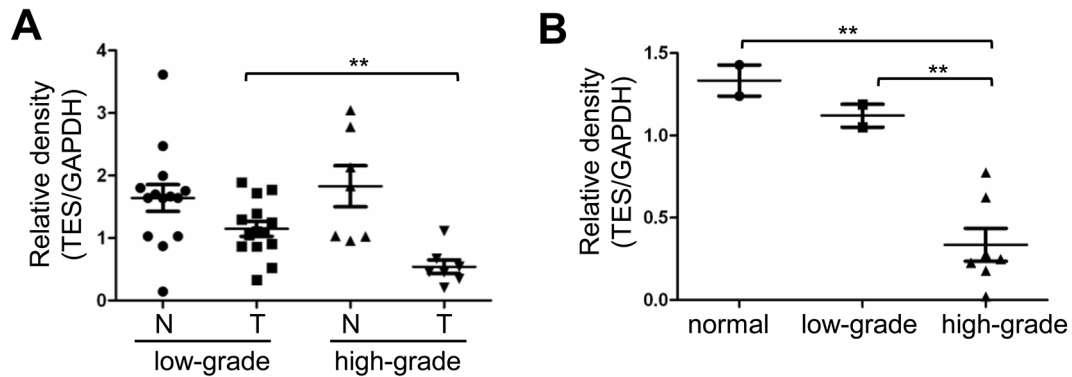 A
Relative density
(TES/GAPDH)
4
3
2
1
0
**
N
T
N
T
low-grade
high-grade
B
Relative density
(TES/GAPDH)
1.5
1.0
0.5
0.0
**
**
normal
low-grade
high-grade